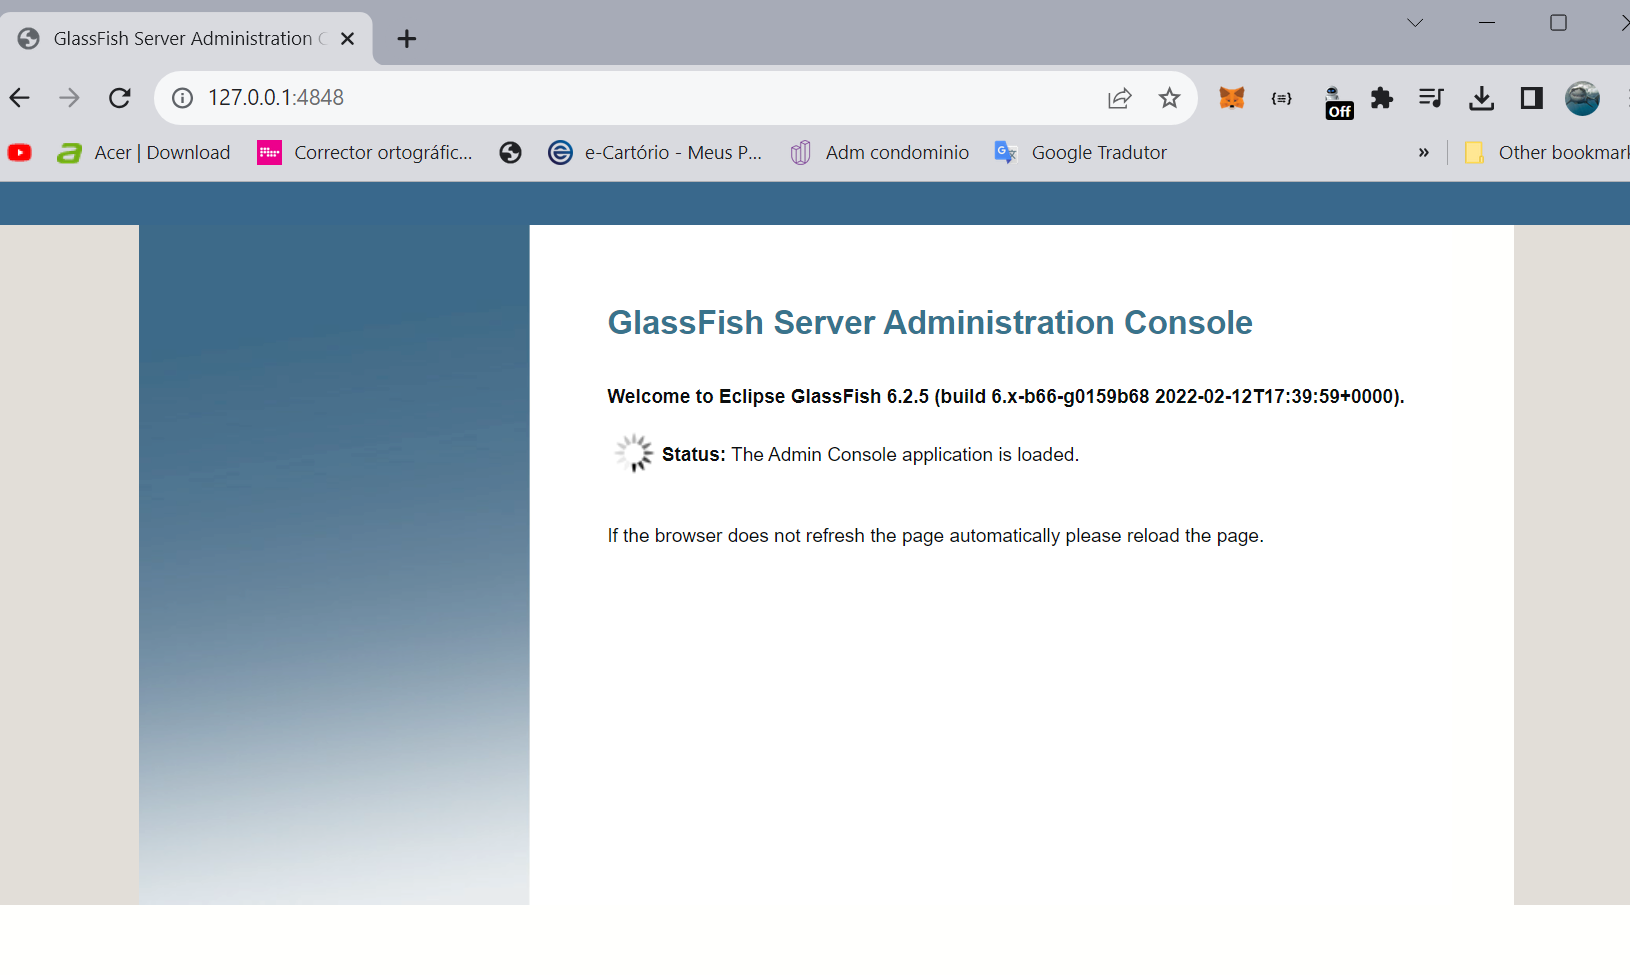 GlassFish Server Administration C
127.0.0.1:4848
Off
Acer | Download
Corrector ortográfic...
e-Cartório - Meus P...
Adm condominio
Google Tradutor
»
Other bookmark
GlassFish Server Administration Console
Welcome to Eclipse GlassFish 6.2.5 (build 6.x-b66-g0159b68 2022-02-12T17:39:59+0000).
Status: The Admin Console application is loaded.
If the browser does not refresh the page automatically please reload the page.